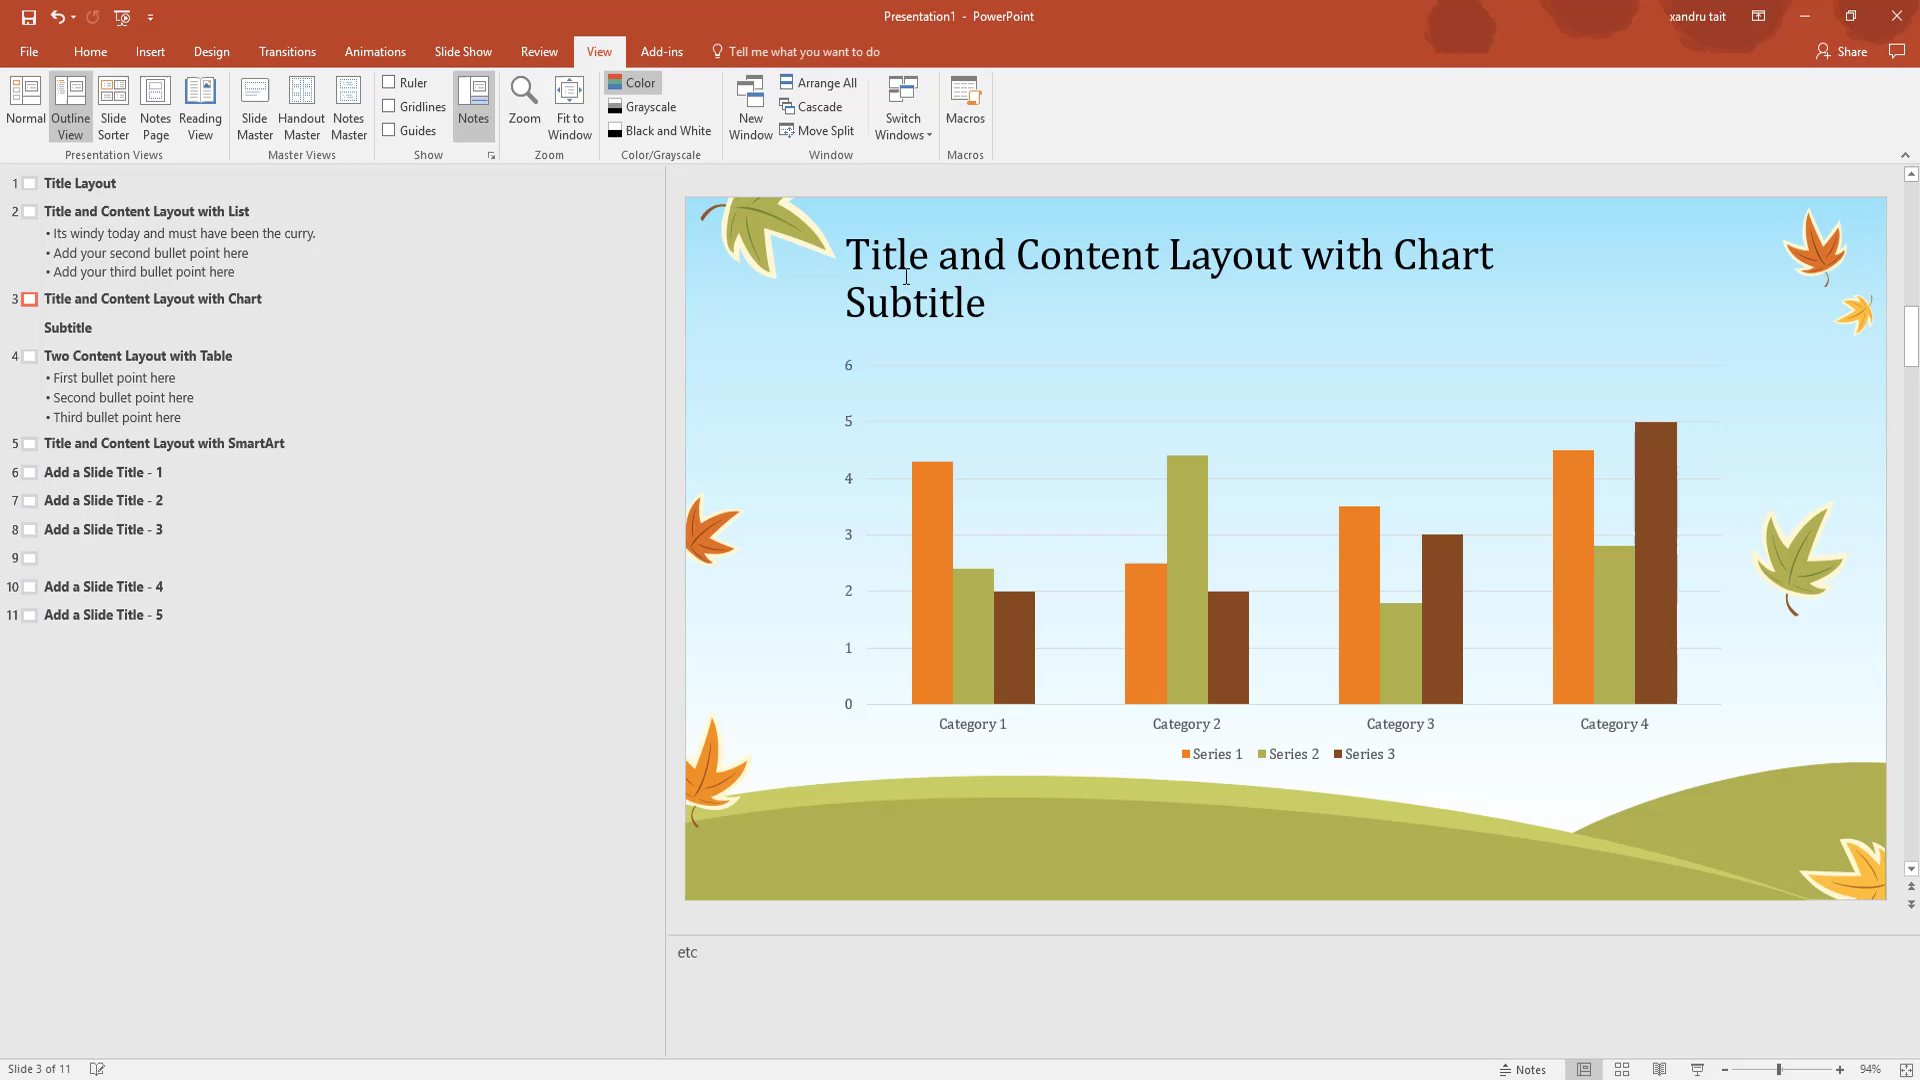 Presentation1 - PowerPoint
xandru tait
File Home Insert Design Transitions Animations Slide Show Review View Add-ins Tell me what you want to do Share
Normal Outline View Slide Sorter Notes Page Reading View
Presentation Views
Slide Master Handout Master Notes Master
Master Views
Ruler
Gridlines
Guides
Notes
Show
Zoom Fit to Window
Zoom
Color
Grayscale
Black and White
Color/Grayscale
New Window
Arrange All
Cascade
Move Split
Switch Windows
Window
Macros
Macros
1 Title Layout
2 Title and Content Layout with List
• Its windy today and must have been the curry.
• Add your second bullet point here
• Add your third bullet point here
3 Title and Content Layout with Chart
Subtitle
4 Two Content Layout with Table
• First bullet point here
• Second bullet point here
• Third bullet point here
5 Title and Content Layout with SmartArt
6 Add a Slide Title - 1
7 Add a Slide Title - 2
8 Add a Slide Title - 3
9
10 Add a Slide Title - 4
11 Add a Slide Title - 5
Title and Content Layout with Chart
Subtitle
6
5
4
3
2
1
0
Category 1 Category 2 Category 3 Category 4
Series 1 Series 2 Series 3
etc
Slide 3 of 11
Notes
94%